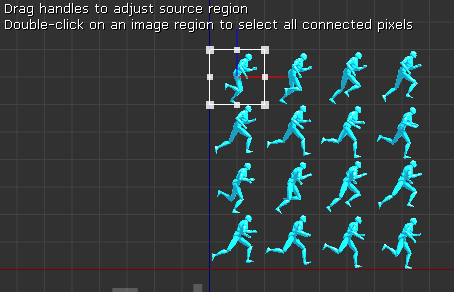 Drag handles to adjust source region
Double-click on an image region to select all connected pixels